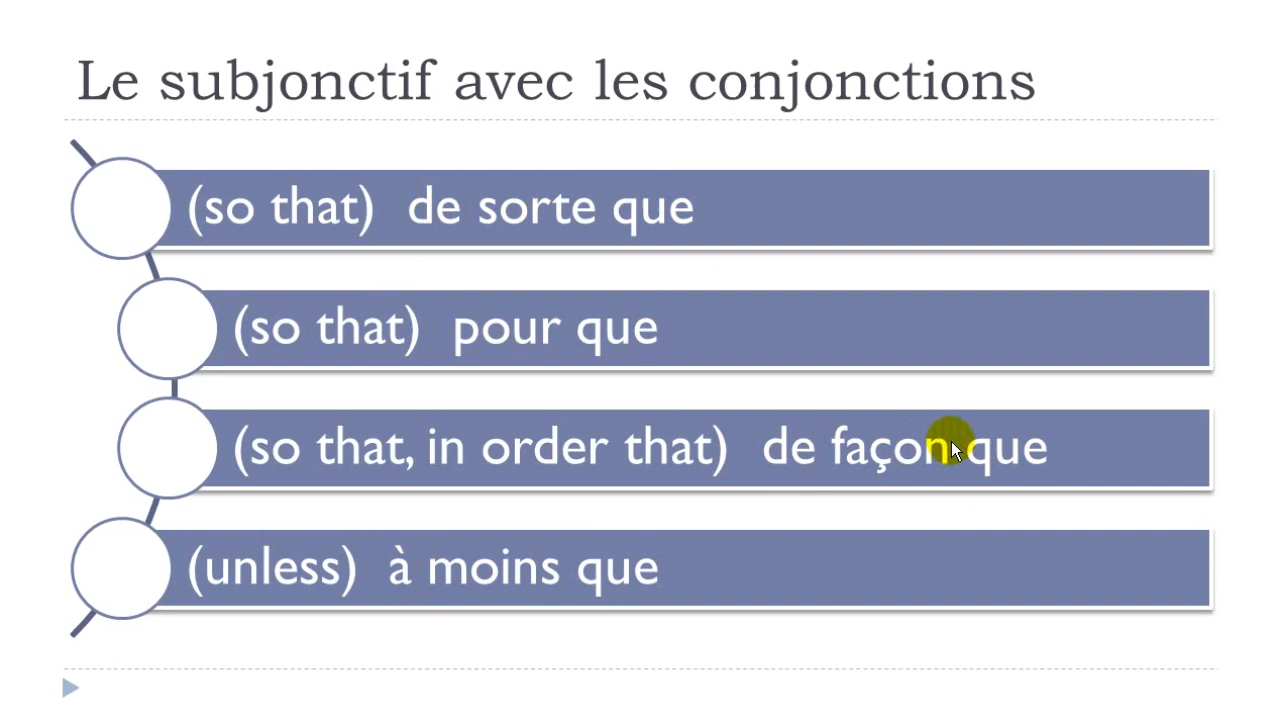 Le subjonctif avec les conjonctions
(so that) de sorte que
(so that) pour que
(so that, in order that) de façon que
(unless) à moins que